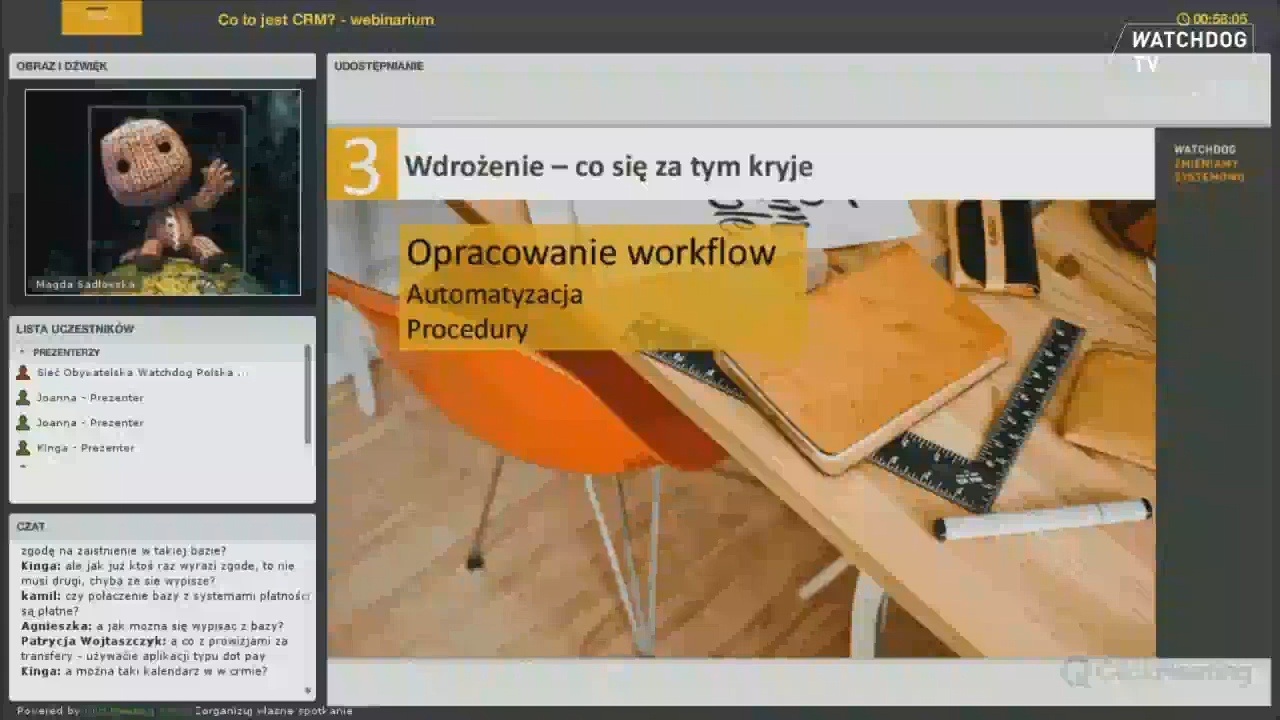 Co to jest CRM? - webinarium
00:58:05
WATCHDOG
TV
OBRAZ I DŹWIĘK
Magda Sadłowska
UDOSTĘPNIANIE
3
Wdrożenie – co się za tym kryje
WATCHDOG
ZMIENIAMY
SYSTEMOWO
Opracowanie workflow
Automatyzacja
Procedury
LISTA UCZESTNIKÓW
PREZENTERZY
Sieć Obywatelska Watchdog Polska ...
Joanna - Prezenter
Joanna - Prezenter
Kinga - Prezenter
CZAT
zgodę na zaistnienie w takiej bazie?
Kinga: ale jak już ktoś raz wyrazi zgode, to nie
musi drugi, chyba ze sie wypisze?
kamil: czy połaczenie bazy z systemami płatności
są płatne?
Agnieszka: a jak można się wypisac z bazy?
Patrycja Wojtaszczyk: a co z prowizjami za
transfery - używacie aplikacji typu dot pay
Kinga: a można taki kalendarz w w crmie?
Powered by
Zorganizuj własne spotkanie